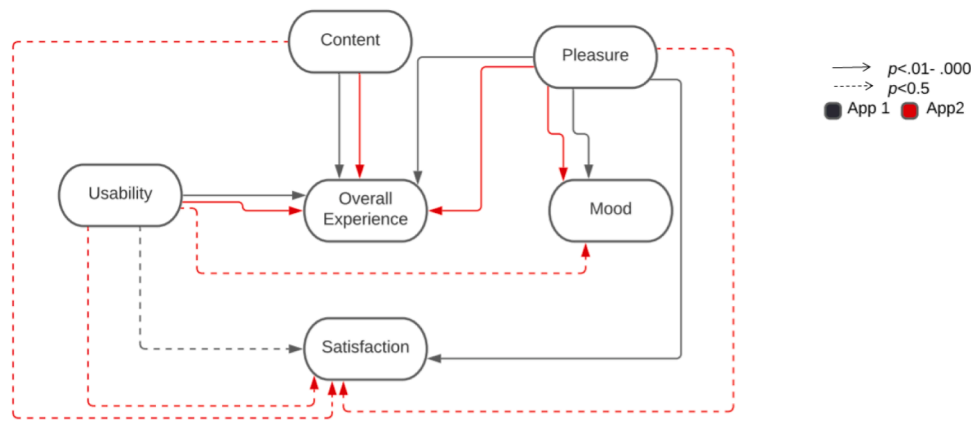 Content
Pleasure
p<.01- .000
p<0.5
App 1 App2
Usability
Overall
Experience
Mood
Satisfaction